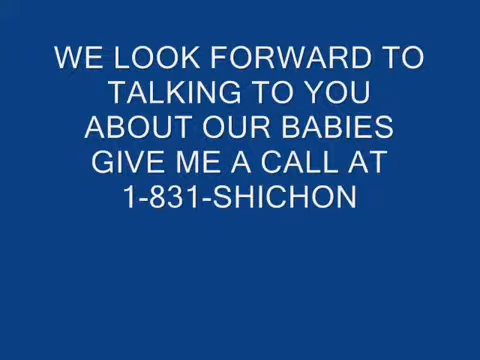 WE LOOK FORWARD TO
TALKING TO YOU
ABOUT OUR BABIES
GIVE ME A CALL AT
1-831-SHICHON